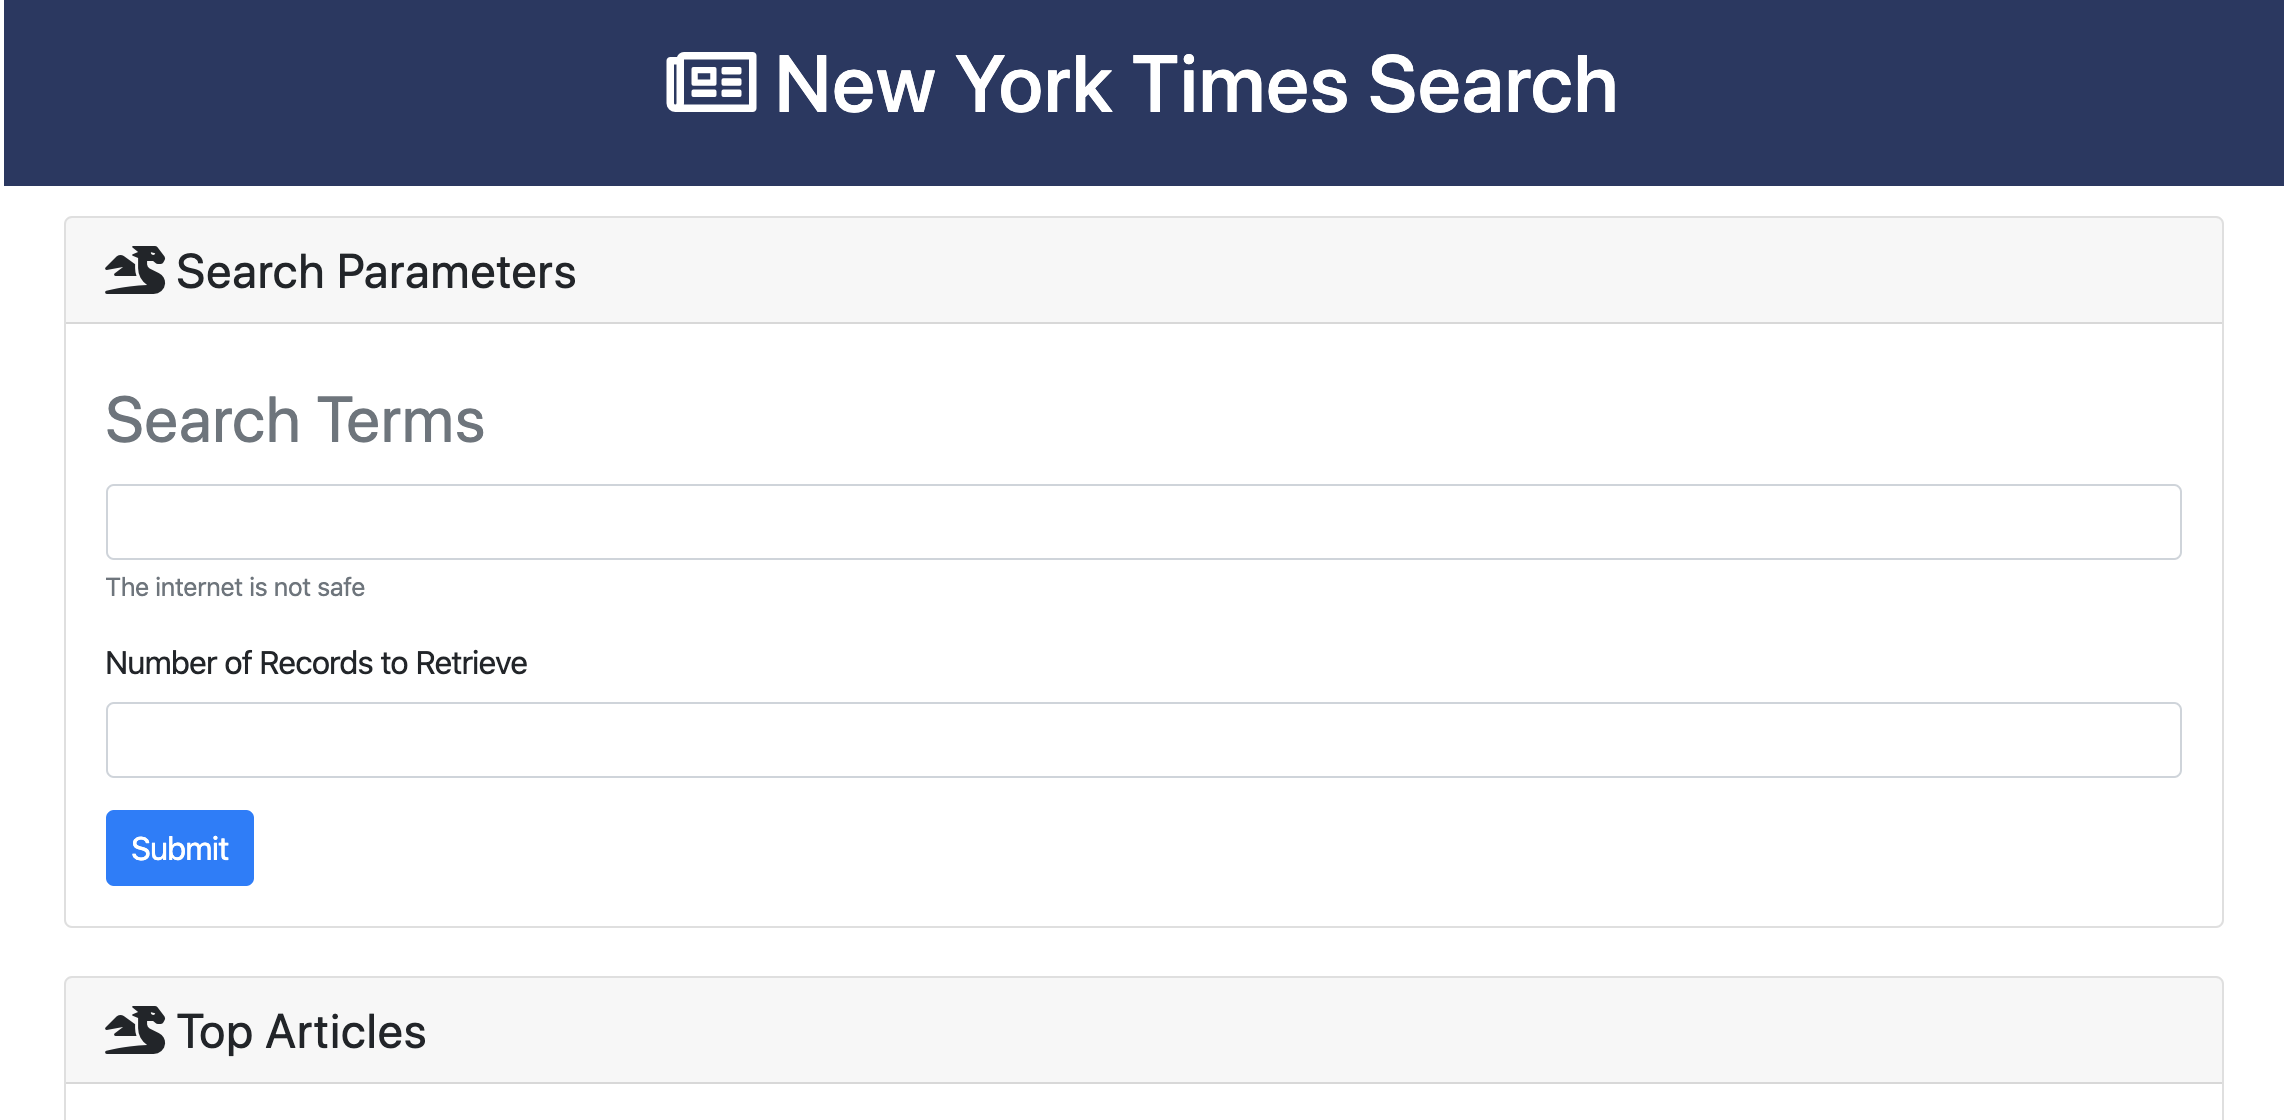 New York Times Search
Search Parameters
Search Terms
The internet is not safe
Number of Records to Retrieve
Submit
Top Articles